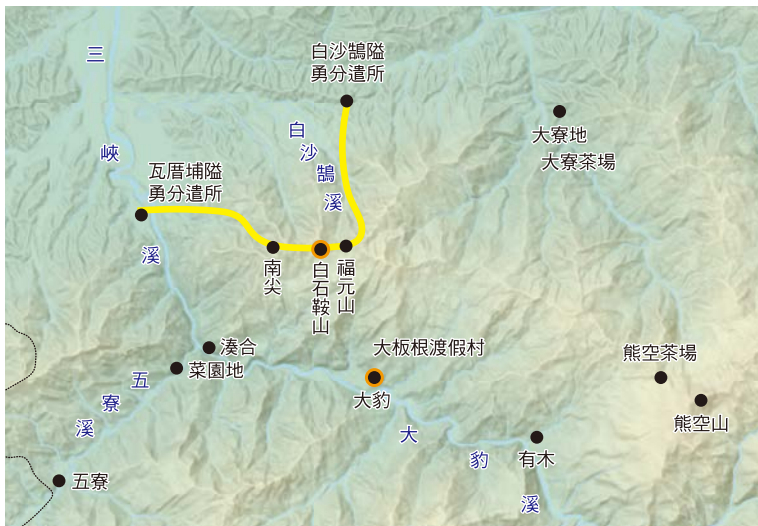 三峽溪
白沙鵠隘
勇分遣所
白沙鵠溪
大寮地
大寮茶場
瓦厝埔隘
勇分遣所
南尖
白石鞍山
福元山
湊合
菜園地
五寮溪
五寮
大板根渡假村
大豹
大豹溪
有木
熊空茶場
熊空山